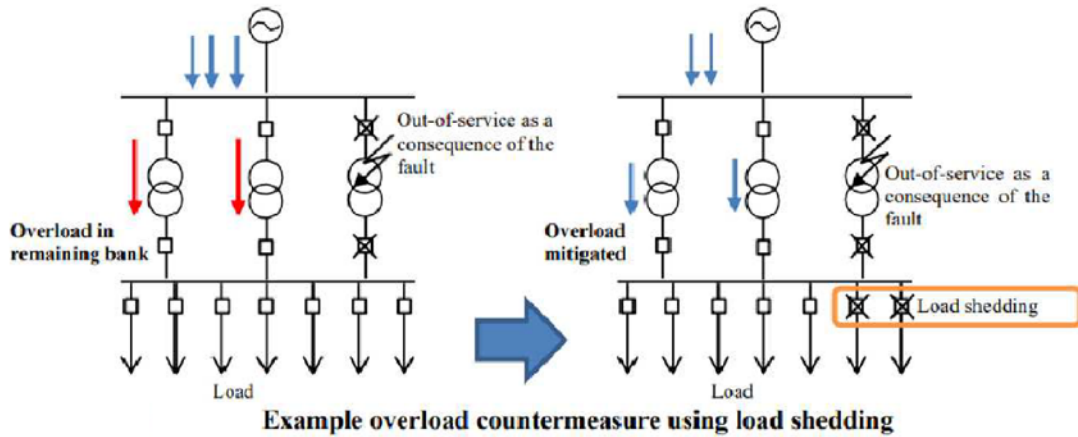 Out-of-service as a
consequence of the
fault
Overload in
remaining bank
Load
Out-of-service as a
consequence of the
fault
Overload
mitigated
Load shedding
Load
Example overload countermeasure using load shedding